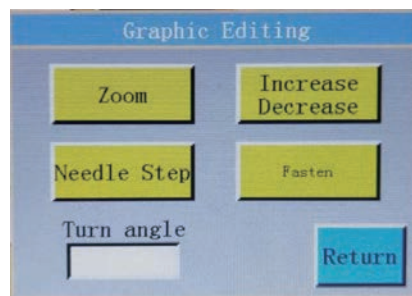 Graphic Editing
Zoom
Increase
Decrease
Needle Step
Fasten
Turn angle
Return